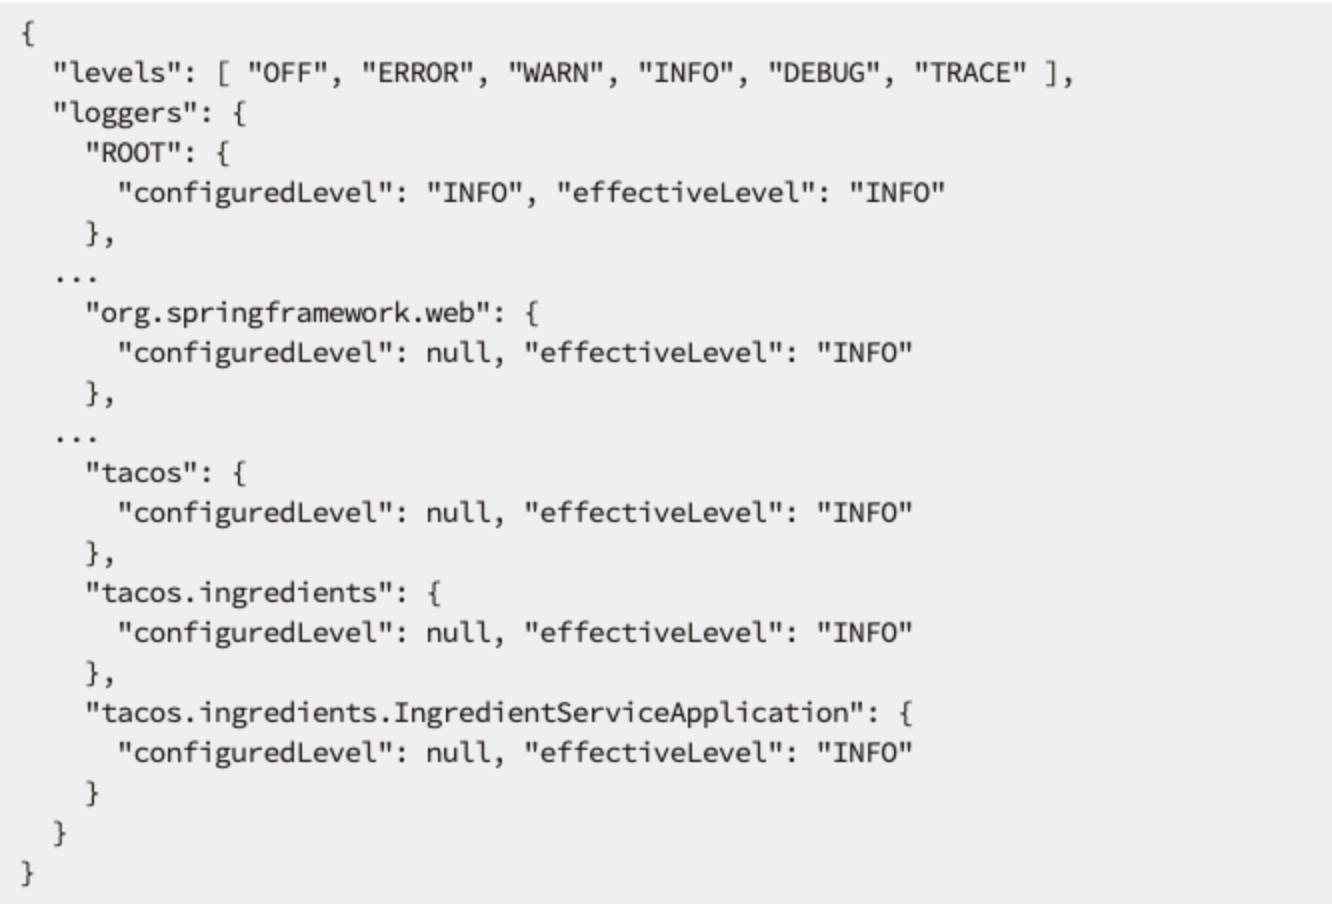 {
  "levels": [ "OFF", "ERROR", "WARN", "INFO", "DEBUG", "TRACE" ],
  "loggers": {
    "ROOT": {
      "configuredLevel": "INFO", "effectiveLevel": "INFO"
    },
  ...
    "org.springframework.web": {
      "configuredLevel": null, "effectiveLevel": "INFO"
    },
  ...
    "tacos": {
      "configuredLevel": null, "effectiveLevel": "INFO"
    },
    "tacos.ingredients": {
      "configuredLevel": null, "effectiveLevel": "INFO"
    },
    "tacos.ingredients.IngredientServiceApplication": {
      "configuredLevel": null, "effectiveLevel": "INFO"
    }
  }
}